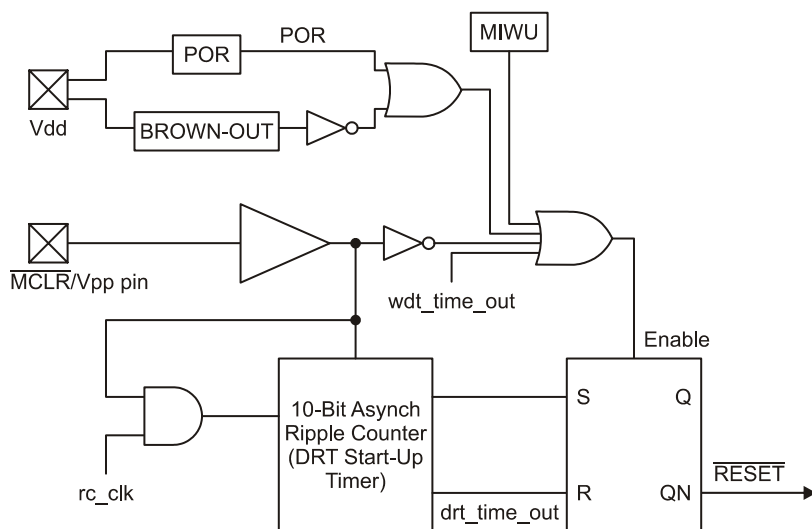 MIWU
POR
POR
Vdd
BROWN-OUT
MCLR/Vpp pin
wdt_time_out
Enable
10-Bit Asynch
Ripple Counter
(DRT Start-Up
Timer)
S
Q
rc_clk
drt_time_out
R
QN
RESET